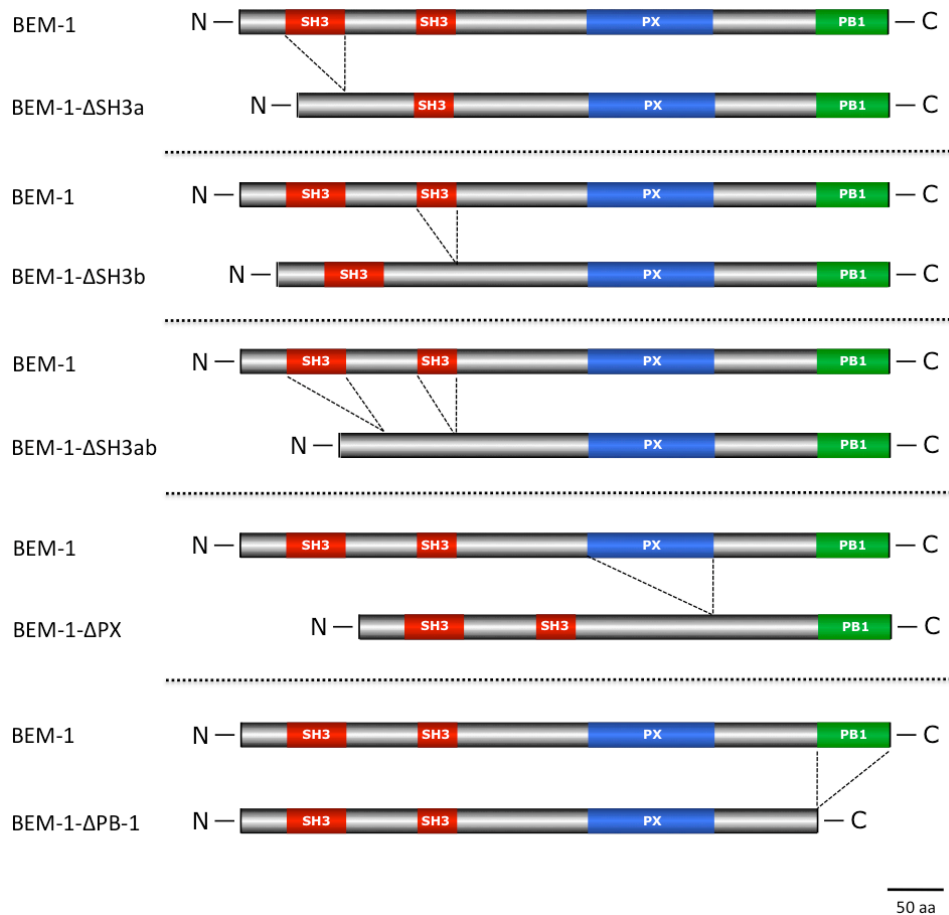 BEM-1 N SH3 SH3 PX PB1 C
BEM-1-ΔSH3a N SH3 PX PB1 C
BEM-1 N SH3 SH3 PX PB1 C
BEM-1-ΔSH3b N SH3 PX PB1 C
BEM-1 N SH3 SH3 PX PB1 C
BEM-1-ΔSH3ab N PX PB1 C
BEM-1 N SH3 SH3 PX PB1 C
BEM-1-ΔPX N SH3 SH3 PB1 C
BEM-1 N SH3 SH3 PX PB1 C
BEM-1-ΔPB-1 N SH3 SH3 PX C
50 aa